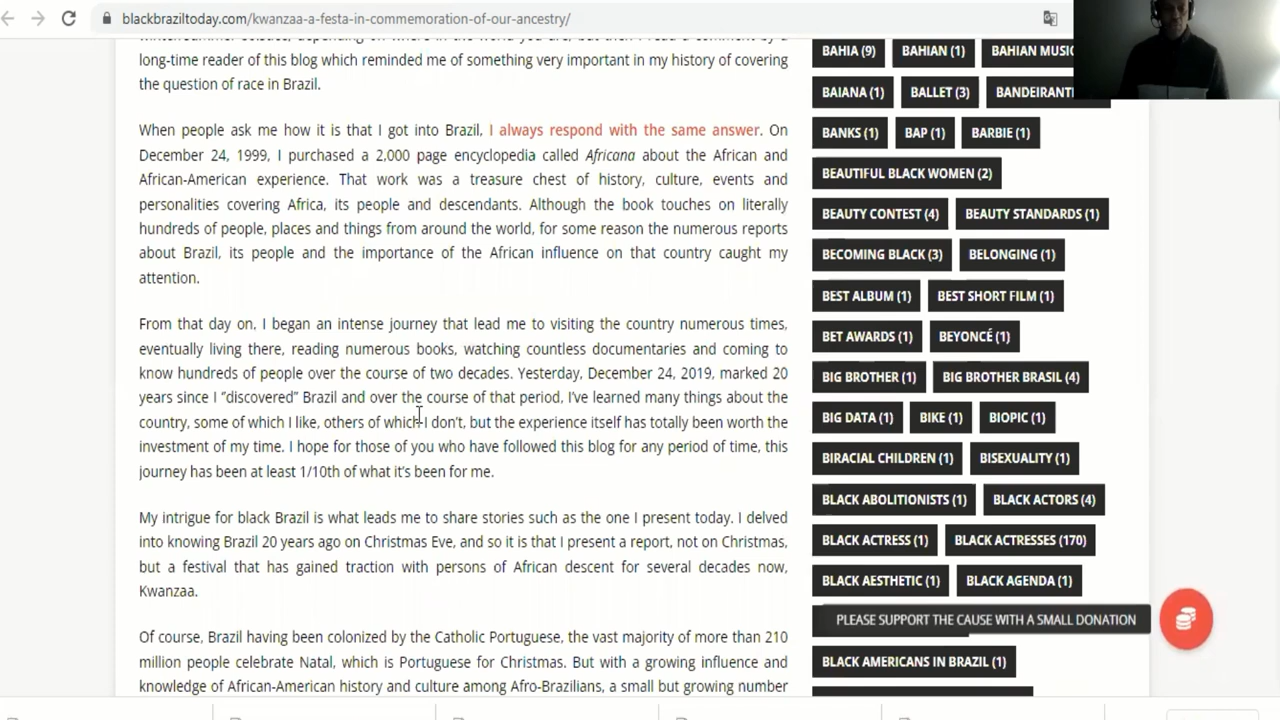 blackbraziltoday.com/kwanzaa-a-festa-in-commemoration-of-our-ancestry/
long-time reader of this blog which reminded me of something very important in my history of covering
the question of race in Brazil.
When people ask me how it is that I got into Brazil, I always respond with the same answer. On
December 24, 1999, I purchased a 2,000 page encyclopedia called Africana about the African and
African-American experience. That work was a treasure chest of history, culture, events and
personalities covering Africa, its people and descendants. Although the book touches on literally
hundreds of people, places and things from around the world, for some reason the numerous reports
about Brazil, its people and the importance of the African influence on that country caught my
attention.
From that day on, I began an intense journey that lead me to visiting the country numerous times,
eventually living there, reading numerous books, watching countless documentaries and coming to
know hundreds of people over the course of two decades. Yesterday, December 24, 2019, marked 20
years since I "discovered" Brazil and over the course of that period, I've learned many things about the
country, some of which I like, others of which I don't, but the experience itself has totally been worth the
investment of my time. I hope for those of you who have followed this blog for any period of time, this
journey has been at least 1/10th of what it's been for me.
My intrigue for black Brazil is what leads me to share stories such as the one I present today. I delved
into knowing Brazil 20 years ago on Christmas Eve, and so it is that I present a report, not on Christmas,
but a festival that has gained traction with persons of African descent for several decades now,
Kwanzaa.
Of course, Brazil having been colonized by the Catholic Portuguese, the vast majority of more than 210
million people celebrate Natal, which is Portuguese for Christmas. But with a growing influence and
knowledge of African-American history and culture among Afro-Brazilians, a small but growing number
BAHIA (9) BAHIAN (1) BAHIAN MUSIC
BAIANA (1) BALLET (3) BANDEIRANT
BANKS (1) BAP (1) BARBIE (1)
BEAUTIFUL BLACK WOMEN (2)
BEAUTY CONTEST (4) BEAUTY STANDARDS (1)
BECOMING BLACK (3) BELONGING (1)
BEST ALBUM (1) BEST SHORT FILM (1)
BET AWARDS (1) BEYONCÉ (1)
BIG BROTHER (1) BIG BROTHER BRASIL (4)
BIG DATA (1) BIKE (1) BIOPIC (1)
BIRACIAL CHILDREN (1) BISEXUALITY (1)
BLACK ABOLITIONISTS (1) BLACK ACTORS (4)
BLACK ACTRESS (1) BLACK ACTRESSES (170)
BLACK AESTHETIC (1) BLACK AGENDA (1)
PLEASE SUPPORT THE CAUSE WITH A SMALL DONATION
BLACK AMERICANS IN BRAZIL (1)